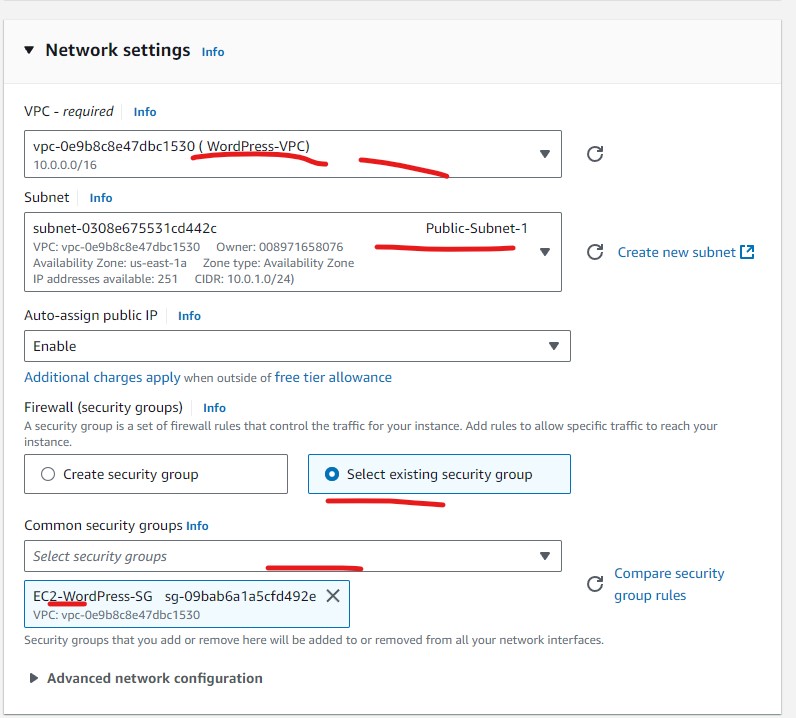 Network settings Info
VPC - required Info
vpc-0e9b8c8e47dbc1530 ( WordPress-VPC)
10.0.0.0/16
Subnet Info
subnet-0308e675531cd442c Public-Subnet-1
VPC: vpc-0e9b8c8e47dbc1530 Owner: 008971658076
Availability Zone: us-east-1a Zone type: Availability Zone
IP addresses available: 251 CIDR: 10.0.1.0/24)
Create new subnet
Auto-assign public IP Info
Enable
Additional charges apply when outside of free tier allowance
Firewall (security groups) Info
A security group is a set of firewall rules that control the traffic for your instance. Add rules to allow specific traffic to reach your
instance.
Create security group
Select existing security group
Common security groups Info
Select security groups
EC2-WordPress-SG sg-09bab6a1a5cfd492e
VPC: vpc-0e9b8c8e47dbc1530
Compare security
group rules
Security groups that you add or remove here will be added to or removed from all your network interfaces.
Advanced network configuration